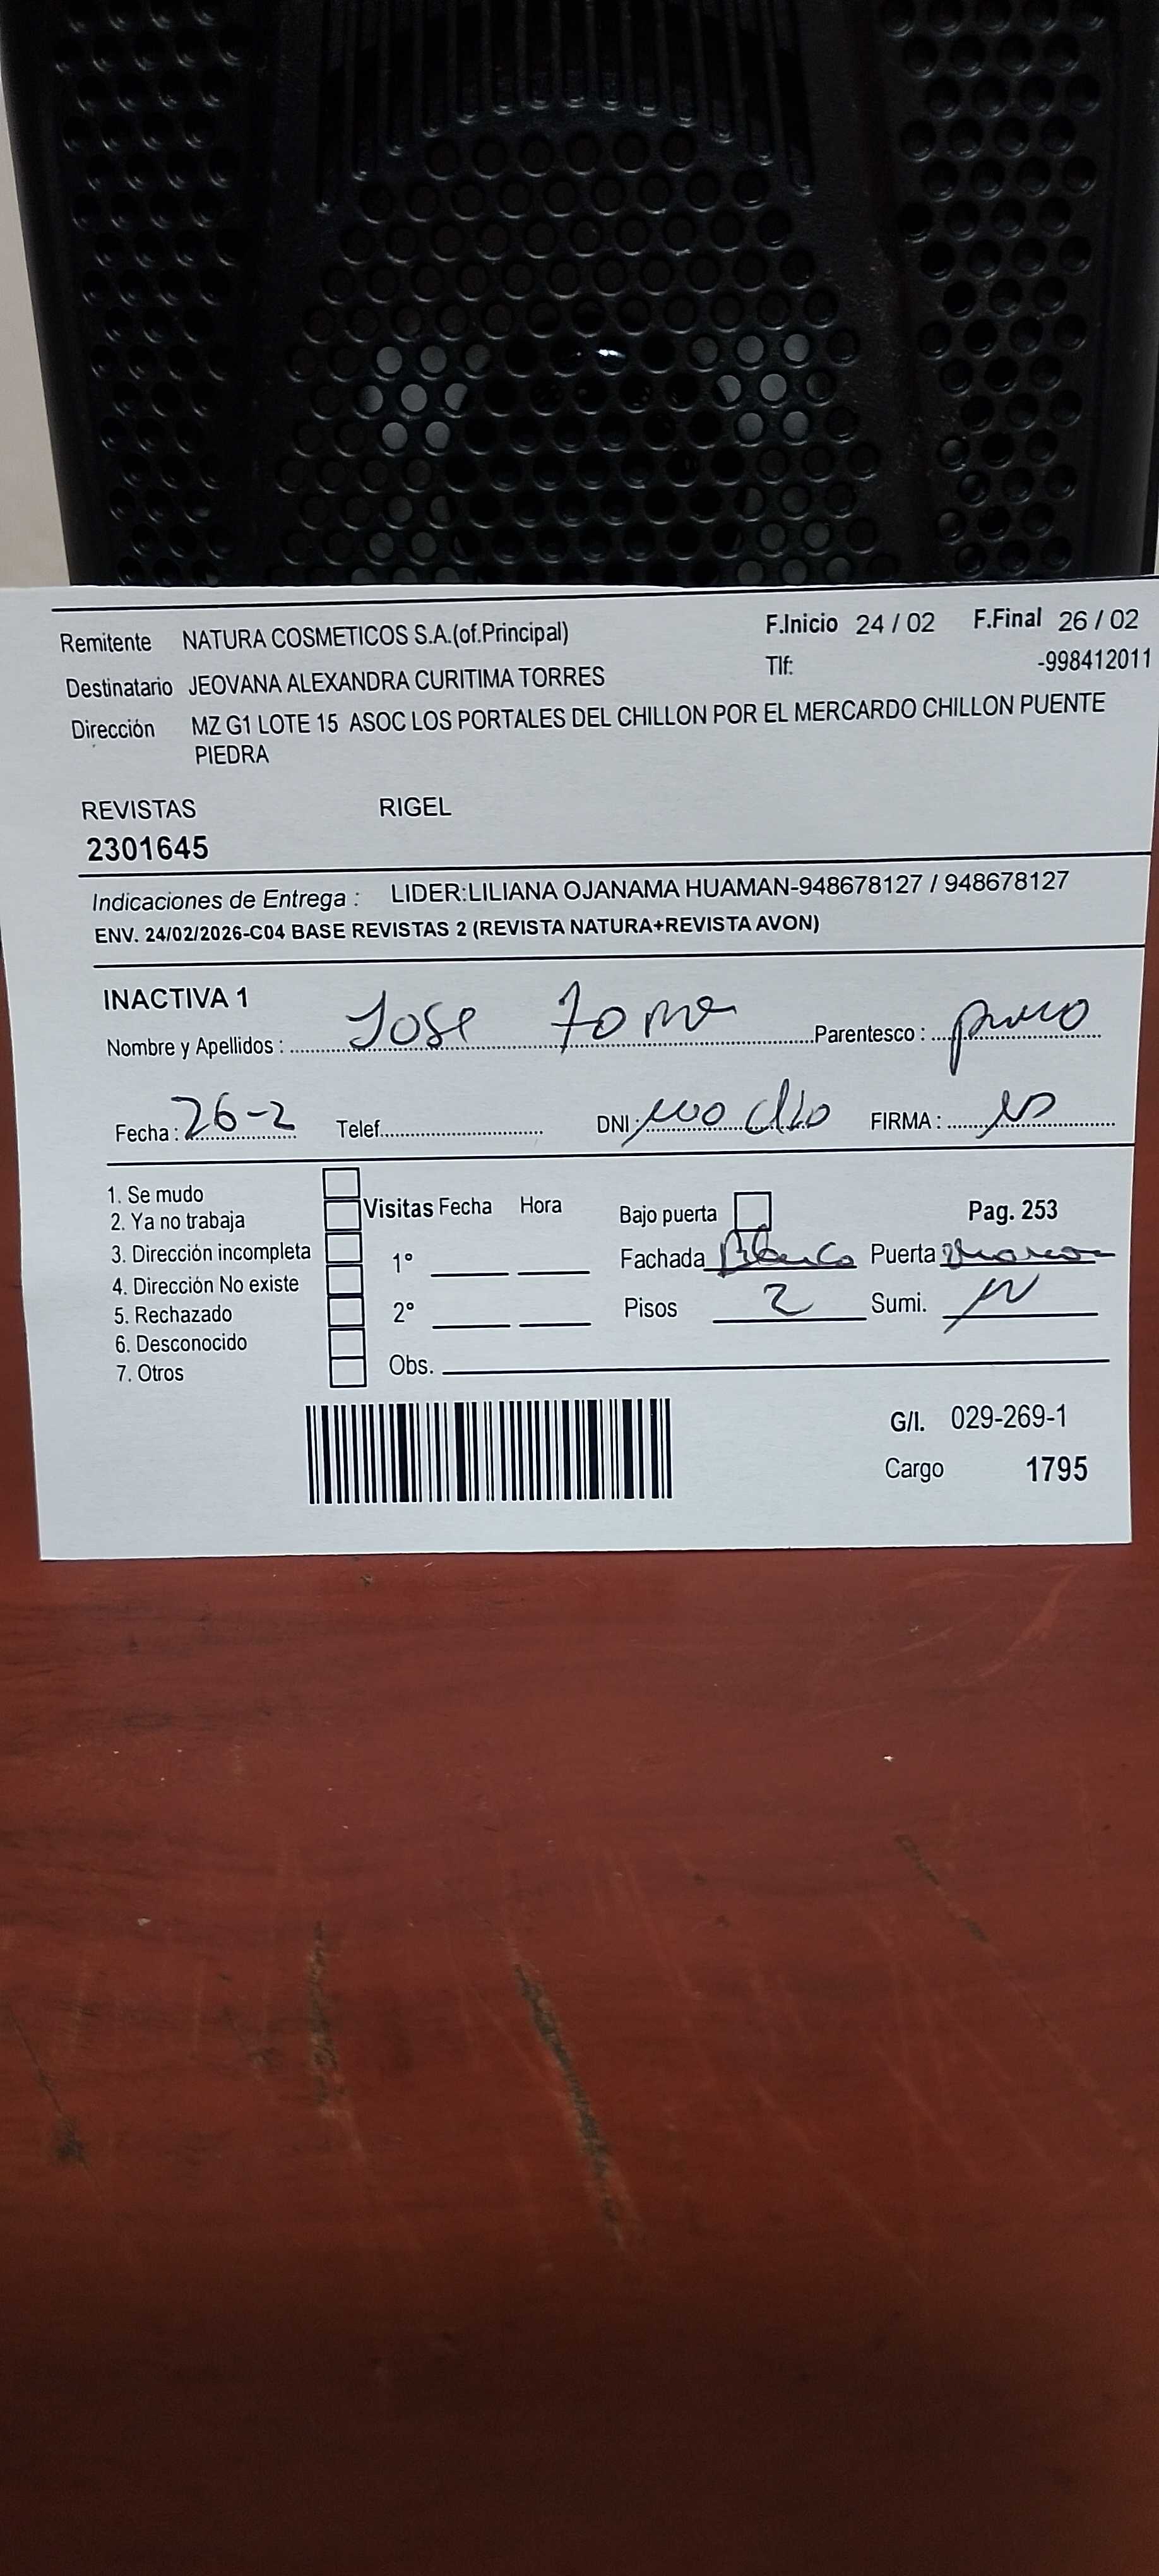 Remitente NATURA COSMETICOS S.A.(of.Principal) F.Inicio 24 / 02 F.Final 26 / 02
Tlf: -998412011
Destinatario JEOVANA ALEXANDRA CURITIMA TORRES
Dirección MZ G1 LOTE 15 ASOC LOS PORTALES DEL CHILLON POR EL MERCARDO CHILLON PUENTE
PIEDRA
REVISTAS RIGEL
2301645
Indicaciones de Entrega : LIDER:LILIANA OJANAMA HUAMAN-948678127 / 948678127
ENV. 24/02/2026-C04 BASE REVISTAS 2 (REVISTA NATURA+REVISTA AVON)
INACTIVA 1
Nombre y Apellidos : Jose Parentesco :
Fecha : 26-2 Telef. DNI : FIRMA :
1. Se mudo
2. Ya no trabaja
3. Dirección incompleta
4. Dirección No existe
5. Rechazado
6. Desconocido
7. Otros
Visitas Fecha Hora
1°
2°
Obs.
Bajo puerta Pag. 253
Fachada Blanco Puerta
Pisos 2 Sumi.
G/I. 029-269-1
Cargo 1795